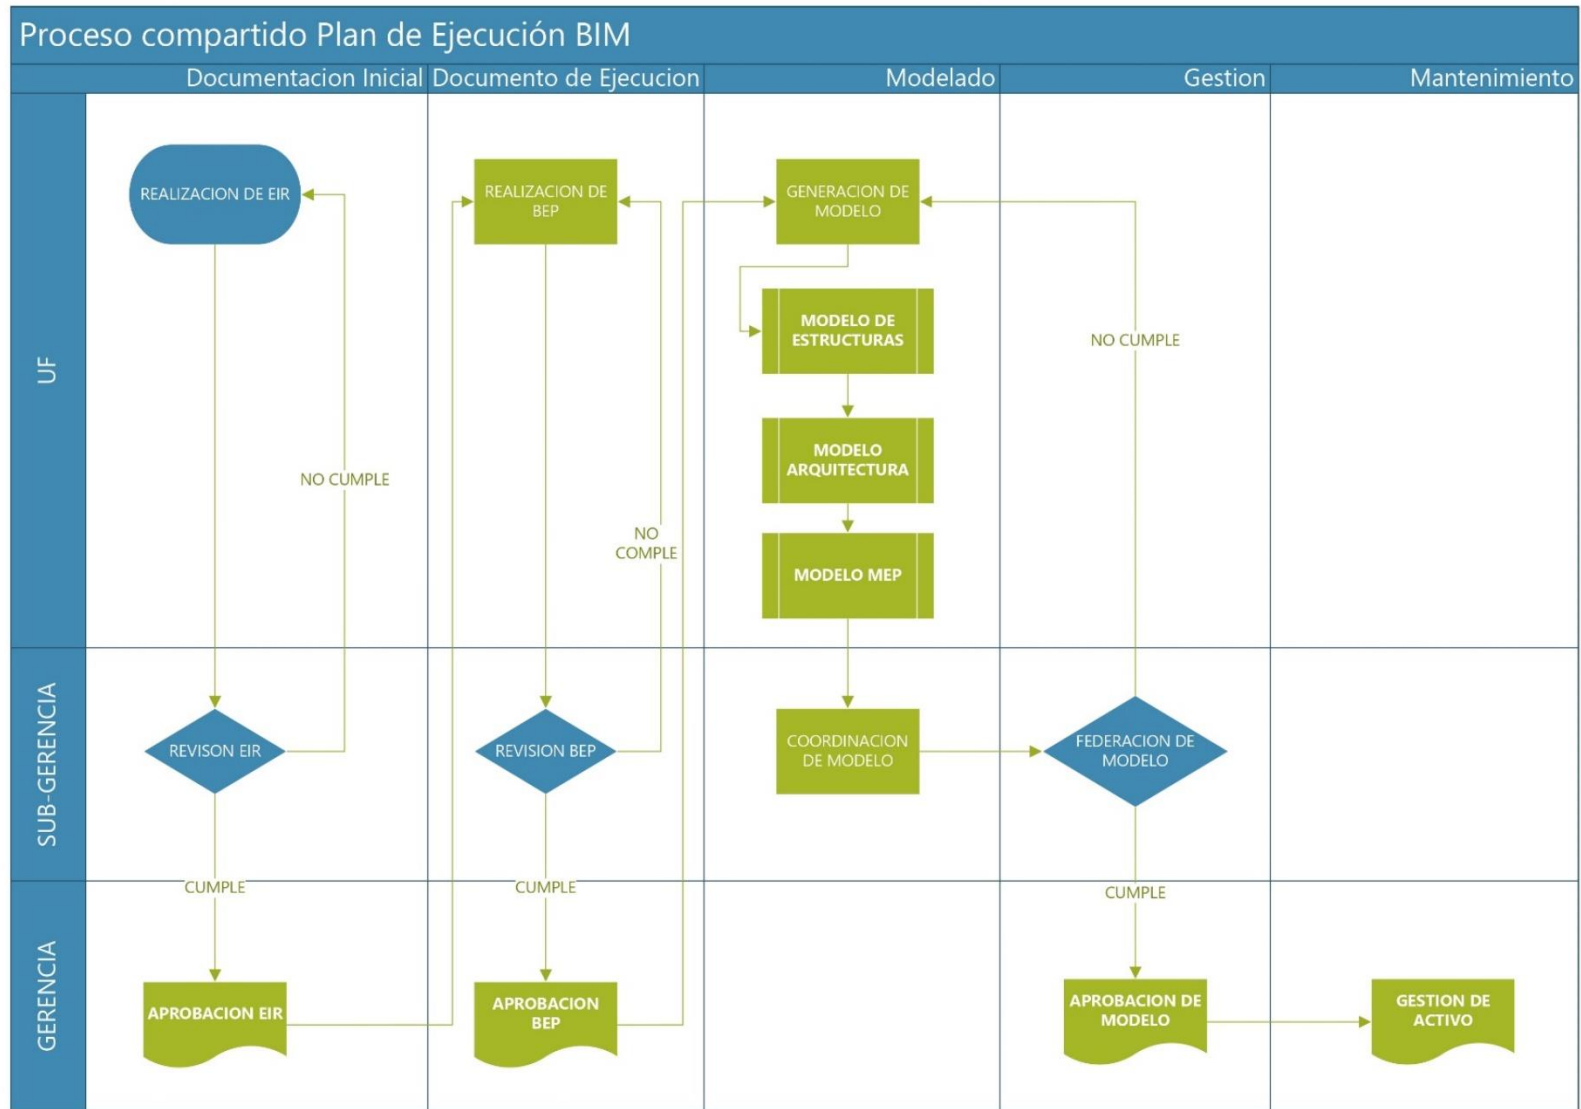 Proceso compartido Plan de Ejecución BIM
Documentacion Inicial
Documento de Ejecucion
Modelado
Gestion
Mantenimiento
UF
REALIZACION DE EIR
REALIZACION DE
BEP
GENERACION DE
MODELO
MODELO DE
ESTRUCTURAS
NO CUMPLE
MODELO
ARQUITECTURA
NO CUMPLE
NO
COMPLE
MODELO MEP
SUB-GERENCIA
REVISON EIR
REVISION BEP
COORDINACION
DE MODELO
FEDERACION DE
MODELO
CUMPLE
CUMPLE
CUMPLE
GERENCIA
APROBACION EIR
APROBACION
BEP
APROBACION DE
MODELO
GESTION DE
ACTIVO